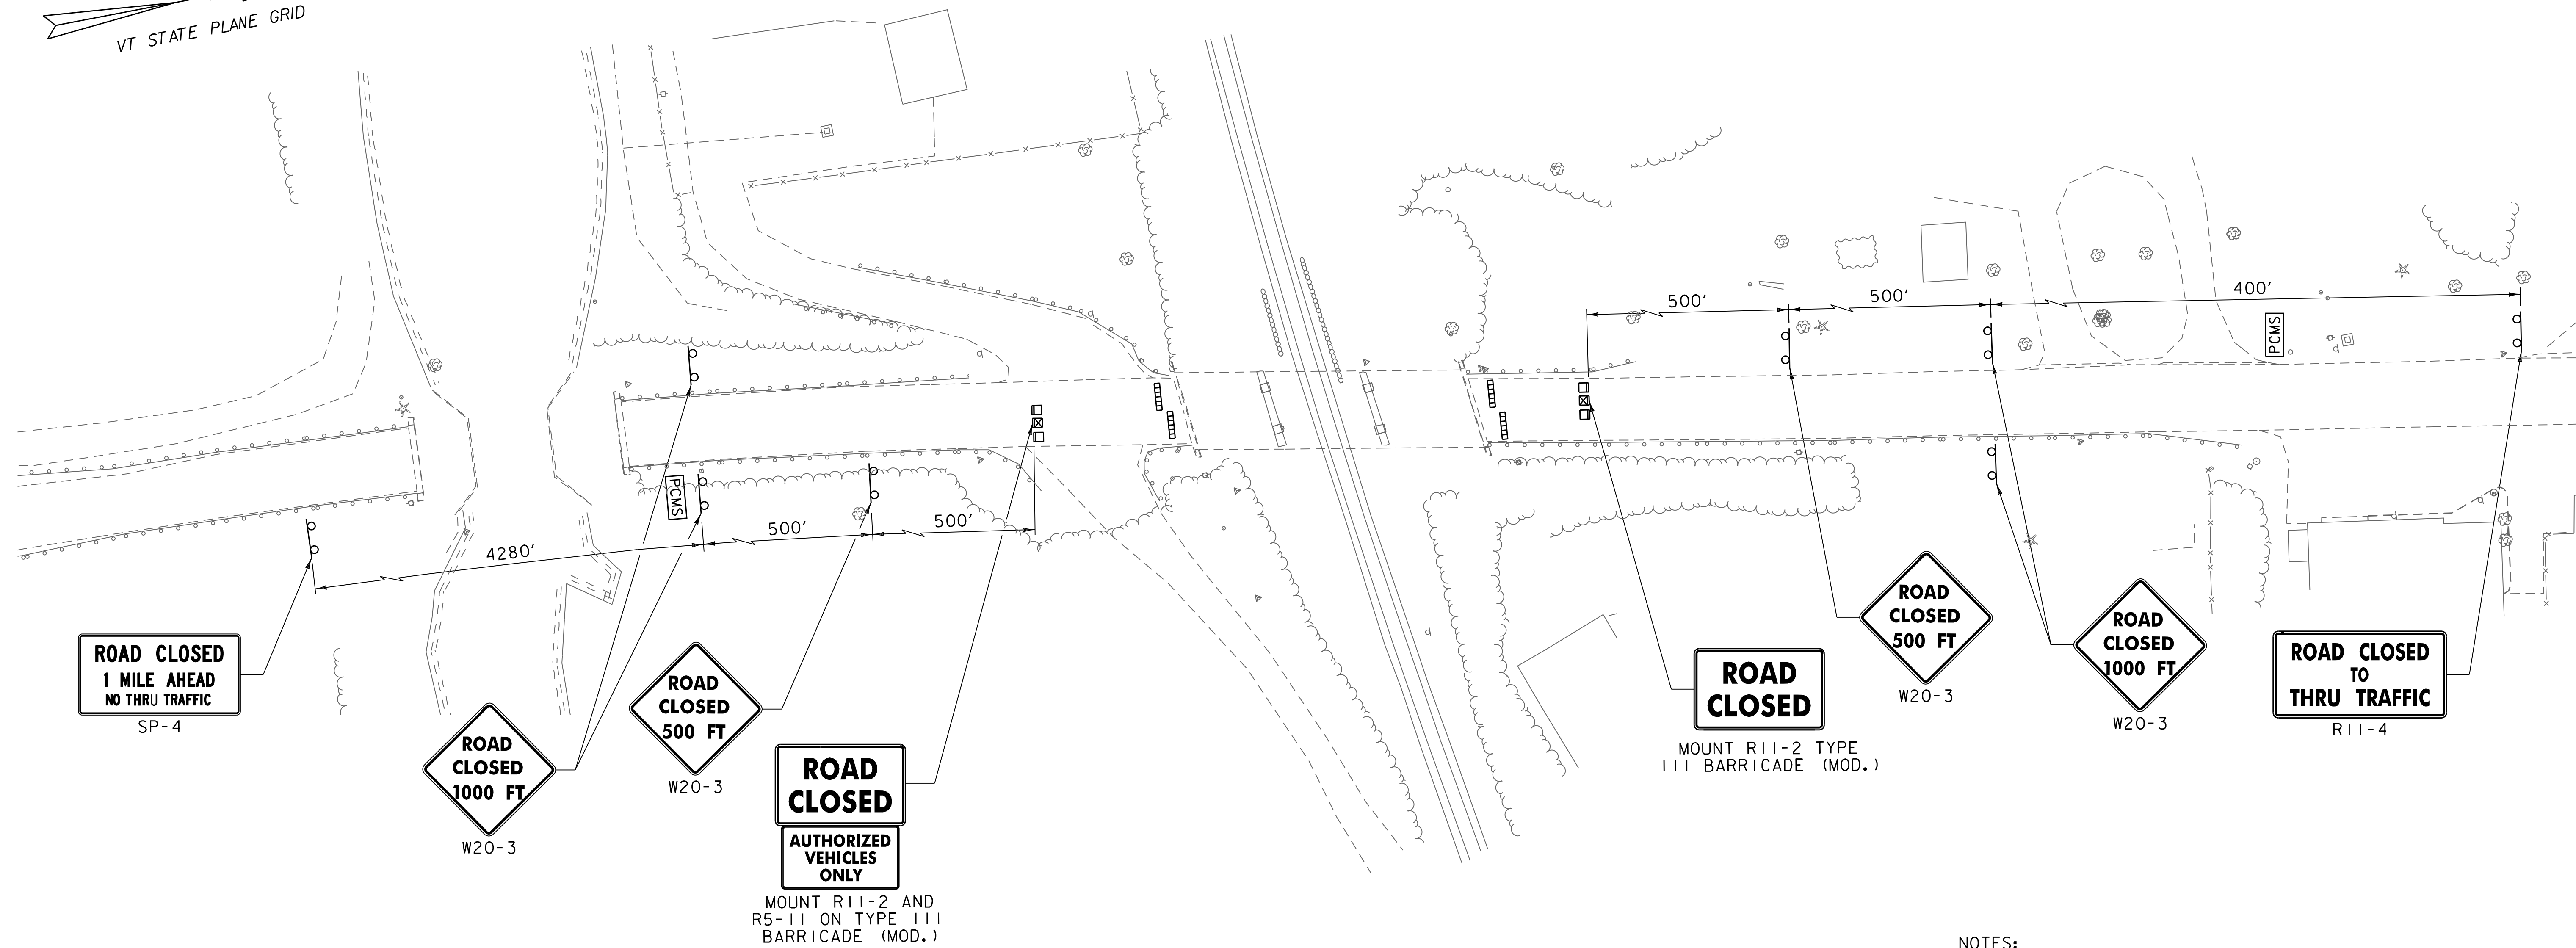 VT STATE PLANE GRID
500'
500'
400'
PCMS
PCMS
500'
500'
4280'
ROAD CLOSED
1 MILE AHEAD
NO THRU TRAFFIC
SP-4
ROAD
CLOSED
1000 FT
W20-3
ROAD
CLOSED
500 FT
W20-3
ROAD
CLOSED
AUTHORIZED
VEHICLES
ONLY
MOUNT R11-2 AND
R5-11 ON TYPE III
BARRICADE (MOD.)
ROAD
CLOSED
MOUNT R11-2 TYPE
III BARRICADE (MOD.)
ROAD
CLOSED
500 FT
W20-3
ROAD
CLOSED
1000 FT
W20-3
ROAD CLOSED
TO
THRU TRAFFIC
R11-4
NOTES: